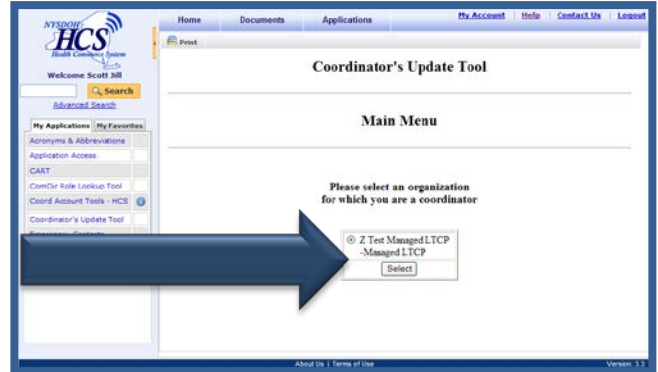 NYSDOH
HCS
Health Commerce System
Welcome Scott Jill
Search
Advanced Search
My Applications My Favorites
Acronyms & Abbreviations
Application Access
CART
ComDir Role Lookup Tool
Coord Account Tools - HCS
Coordinator's Update Tool
Emergency Contacts
Home Documents Applications
My Account Help Contact Us Logout
Print
Coordinator's Update Tool
Main Menu
Please select an organization
for which you are a coordinator
Z Test Managed LTCP
-Managed LTCP
Select
About Us | Terms of Use
Version: 3.3